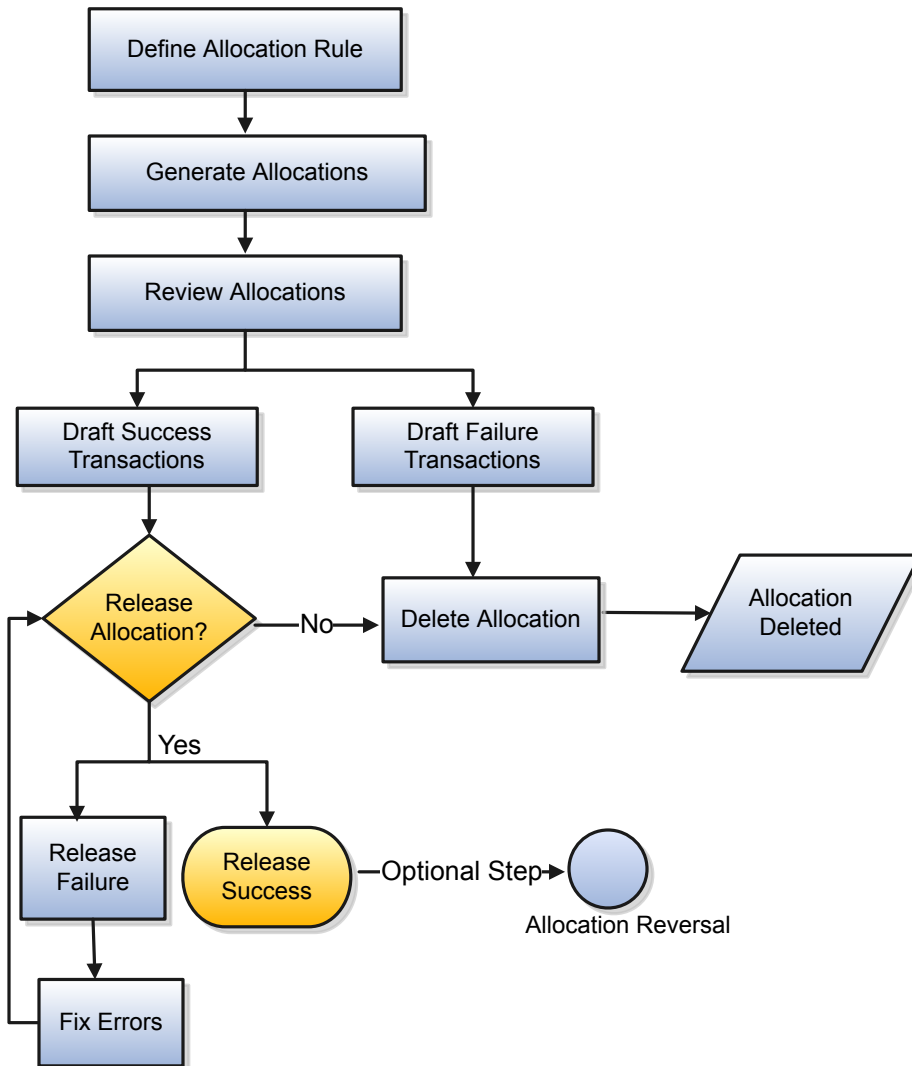 Define Allocation Rule
Generate Allocations
Review Allocations
Draft Success
Transactions
Draft Failure
Transactions
Release
Allocation?
No
Delete Allocation
Allocation
Deleted
Yes
Release
Failure
Release
Success
Optional Step
Allocation Reversal
Fix Errors